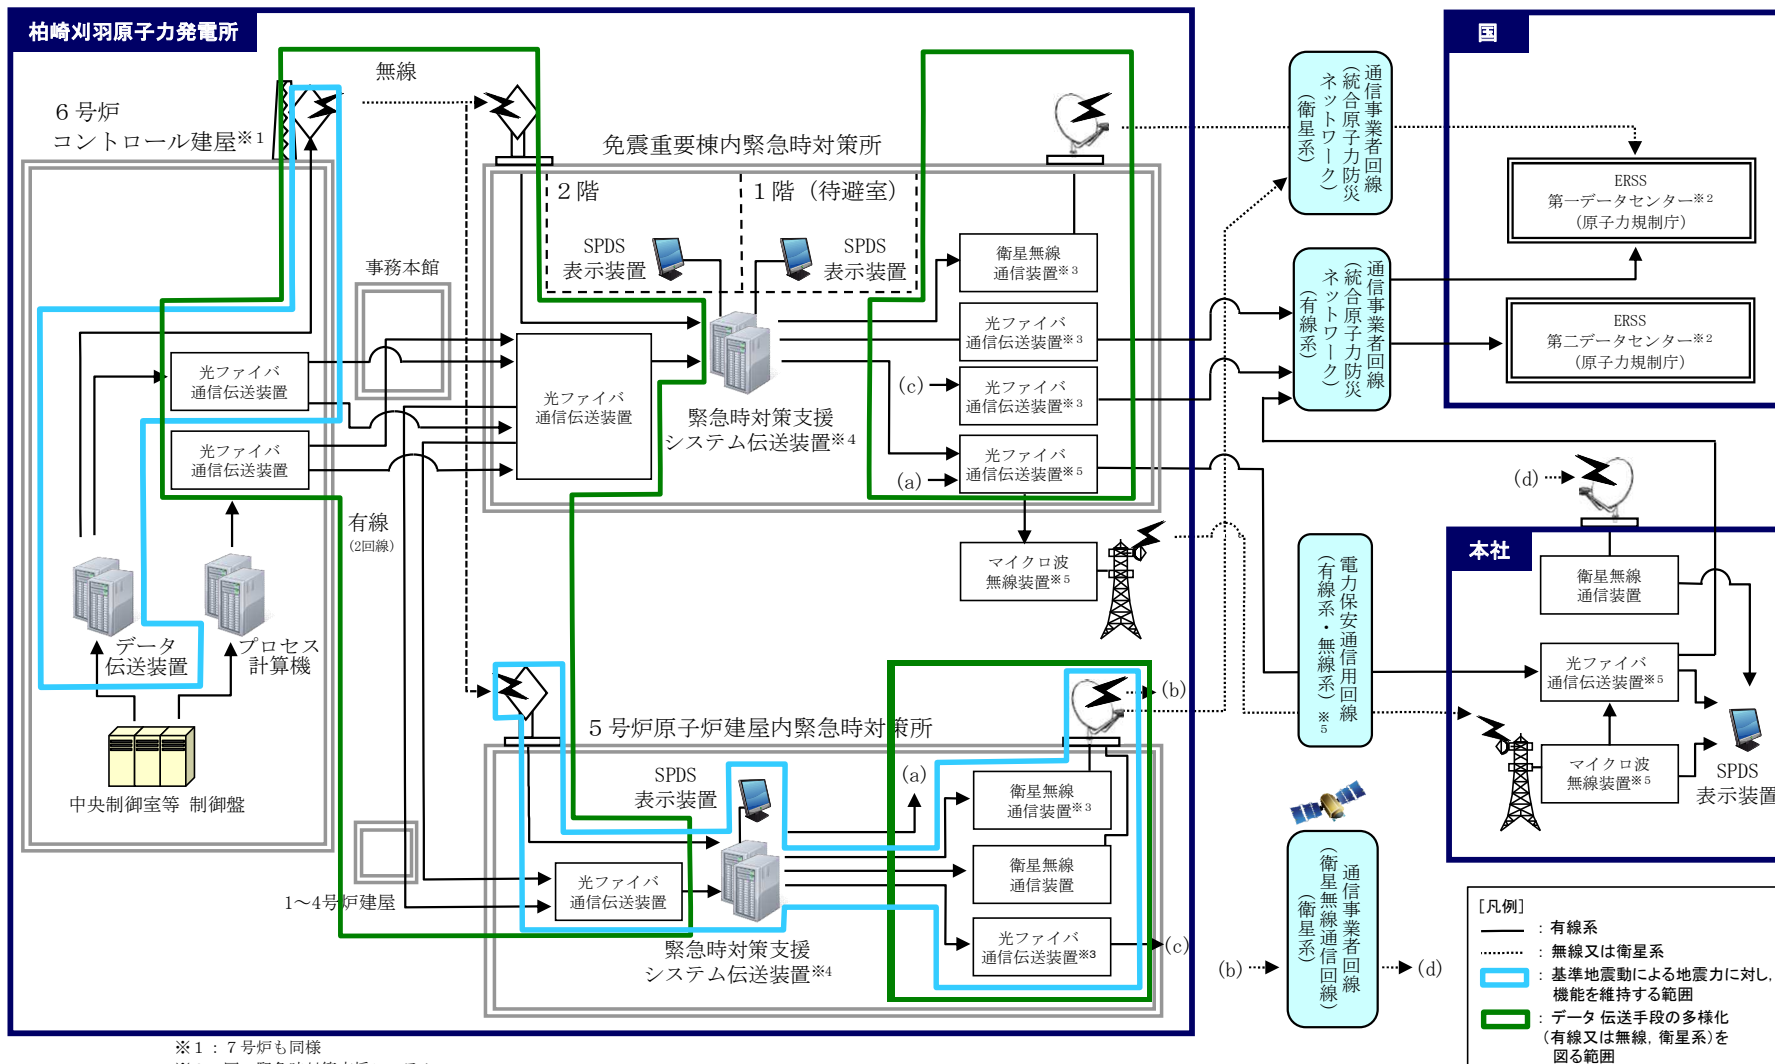 柏崎刈羽原子力発電所
6号炉
コントロール建屋※1
無線
事務本館
光ファイバ
通信伝送装置
光ファイバ
通信伝送装置
有線
(2回線)
データ
伝送装置
プロセス
計算機
中央制御室等 制御盤
1～4号炉建屋
免震重要棟内緊急時対策所
2階
1階（待避室）
SPDS
表示装置
SPDS
表示装置
光ファイバ
通信伝送装置
緊急時対策支援
システム伝送装置※4
衛星無線
通信装置※3
光ファイバ
通信伝送装置※3
(c)
光ファイバ
通信伝送装置※3
(a)
光ファイバ
通信伝送装置※5
マイクロ波
無線装置※5
5号炉原子炉建屋内緊急時対策所
SPDS
表示装置
(a)
(b)
光ファイバ
通信伝送装置
緊急時対策支援
システム伝送装置※4
衛星無線
通信装置※3
衛星無線
通信装置
光ファイバ
通信伝送装置※3
(c)
通信事業者回線
(統合原子力防災
ネットワーク)
(衛星系)
通信事業者回線
(統合原子力防災
ネットワーク)
(有線系)
電力保安通信用回線
(有線系・無線系)
※5
通信事業者回線
(衛星無線通信回線)
(衛星系)
(b)
(d)
国
ERSS
第一データセンター※2
(原子力規制庁)
ERSS
第二データセンター※2
(原子力規制庁)
(d)
本社
衛星無線
通信装置
光ファイバ
通信伝送装置※5
マイクロ波
無線装置※5
SPDS
表示装置
[凡例]
：有線系
：無線又は衛星系
：基準地震動による地震力に対し,
機能を維持する範囲
：データ伝送手段の多様化
(有線又は無線, 衛星系)を
図る範囲
※1：7号炉も同様